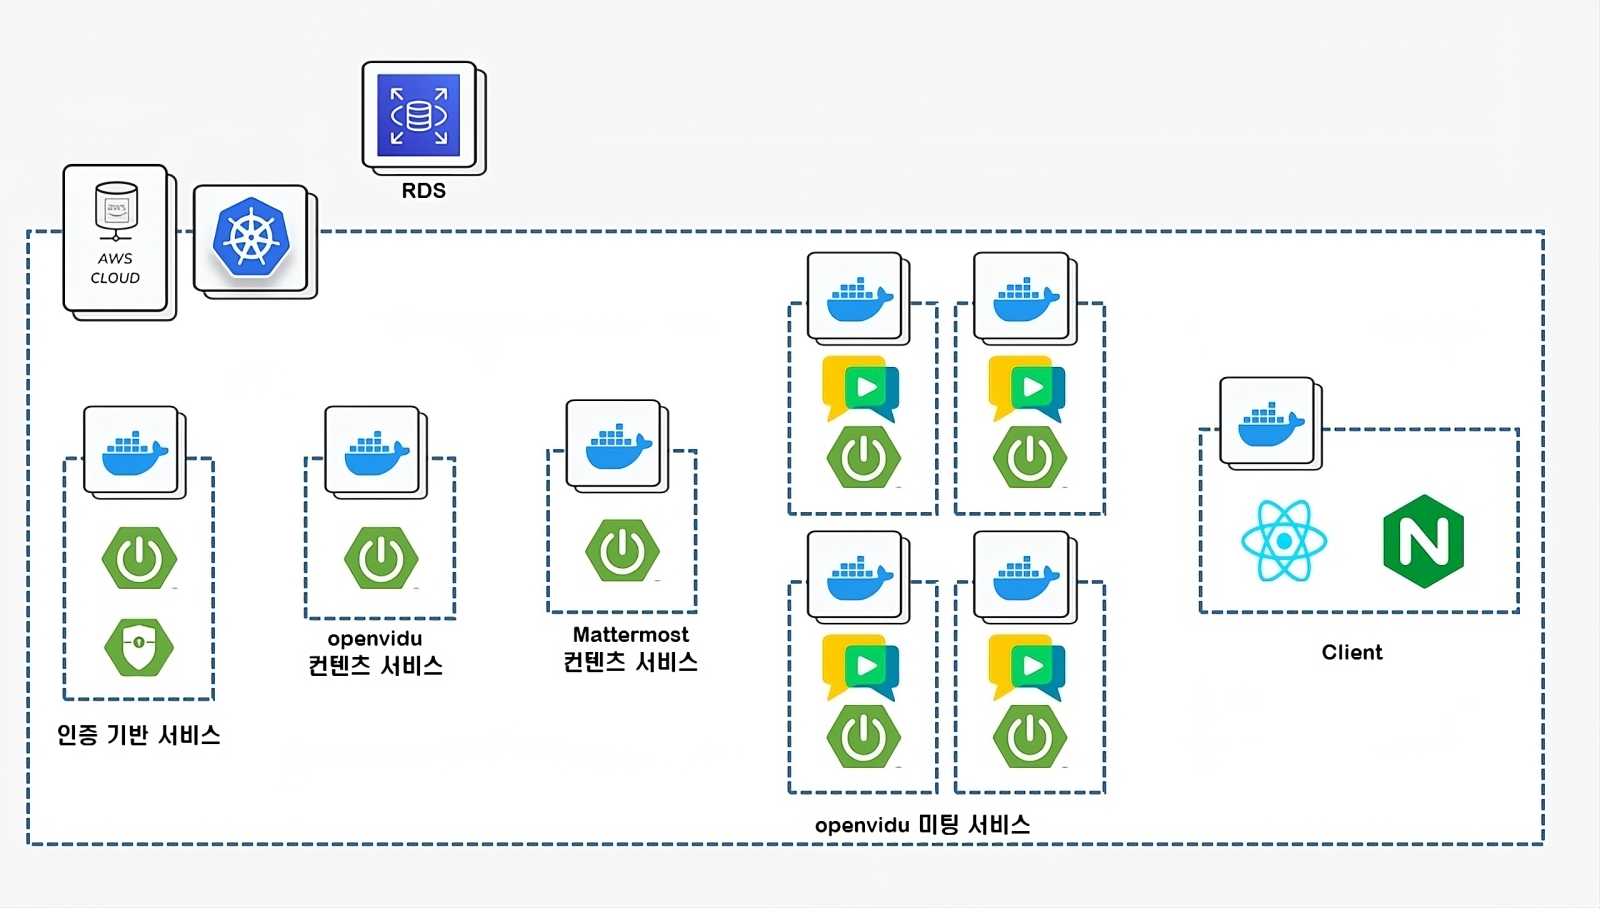 RDS
AWS
CLOUD
openvidu
컨텐츠 서비스
Mattermost
컨텐츠 서비스
Client
인증 기반 서비스
openvidu 미팅 서비스